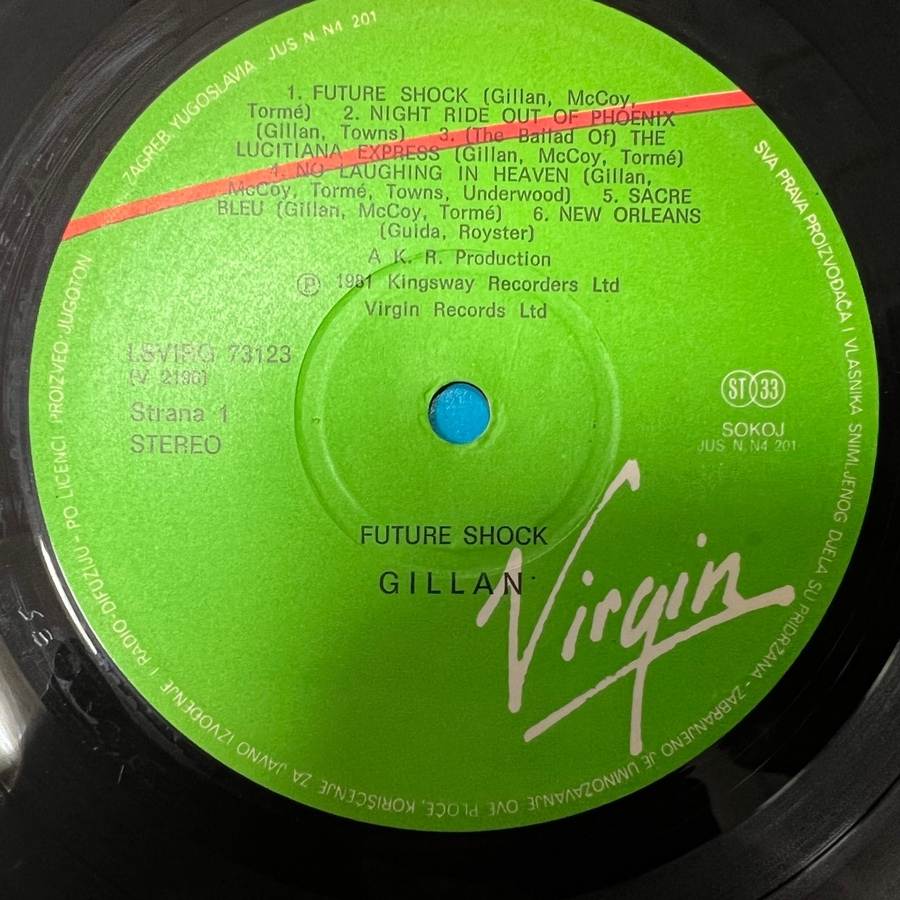 1. FUTURE SHOCK (Gillan, McCoy,
Tormé) 2. NIGHT RIDE OUT OF PHOENIX
(Gillan, Towns) 3. (The Ballad Of) THE
LUCITIANA EXPRESS (Gillan, McCoy, Tormé)
4. NO LAUGHING IN HEAVEN (Gillan,
McCoy, Tormé, Towns, Underwood) 5. SACRE
BLEU (Gillan, McCoy, Tormé) 6. NEW ORLEANS
(Guida, Royster)
A K. R. Production
Ⓟ 1981 Kingsway Recorders Ltd
Virgin Records Ltd
LSVIRG 73123
(V 2196)
Strana 1
STEREO
ST 33
SOKOJ
JUS N. N4 201
FUTURE SHOCK
GILLAN
Virgin
SVA PRAVA PROIZVOĐAČA I VLASNIKA SNIMLJENOG DJELA SU PRIDRZANA - ZABRANJENO JE UMNOŽAVANJE OVE PLOČE, KORIŠĆENJE ZA JAVNO IZVOĐENJE I RADIO-DIFUZIJU - PO LICENCI PROIZVEO JUGOTON ZAGREB YUGOSLAVIA JUS N. N4 201